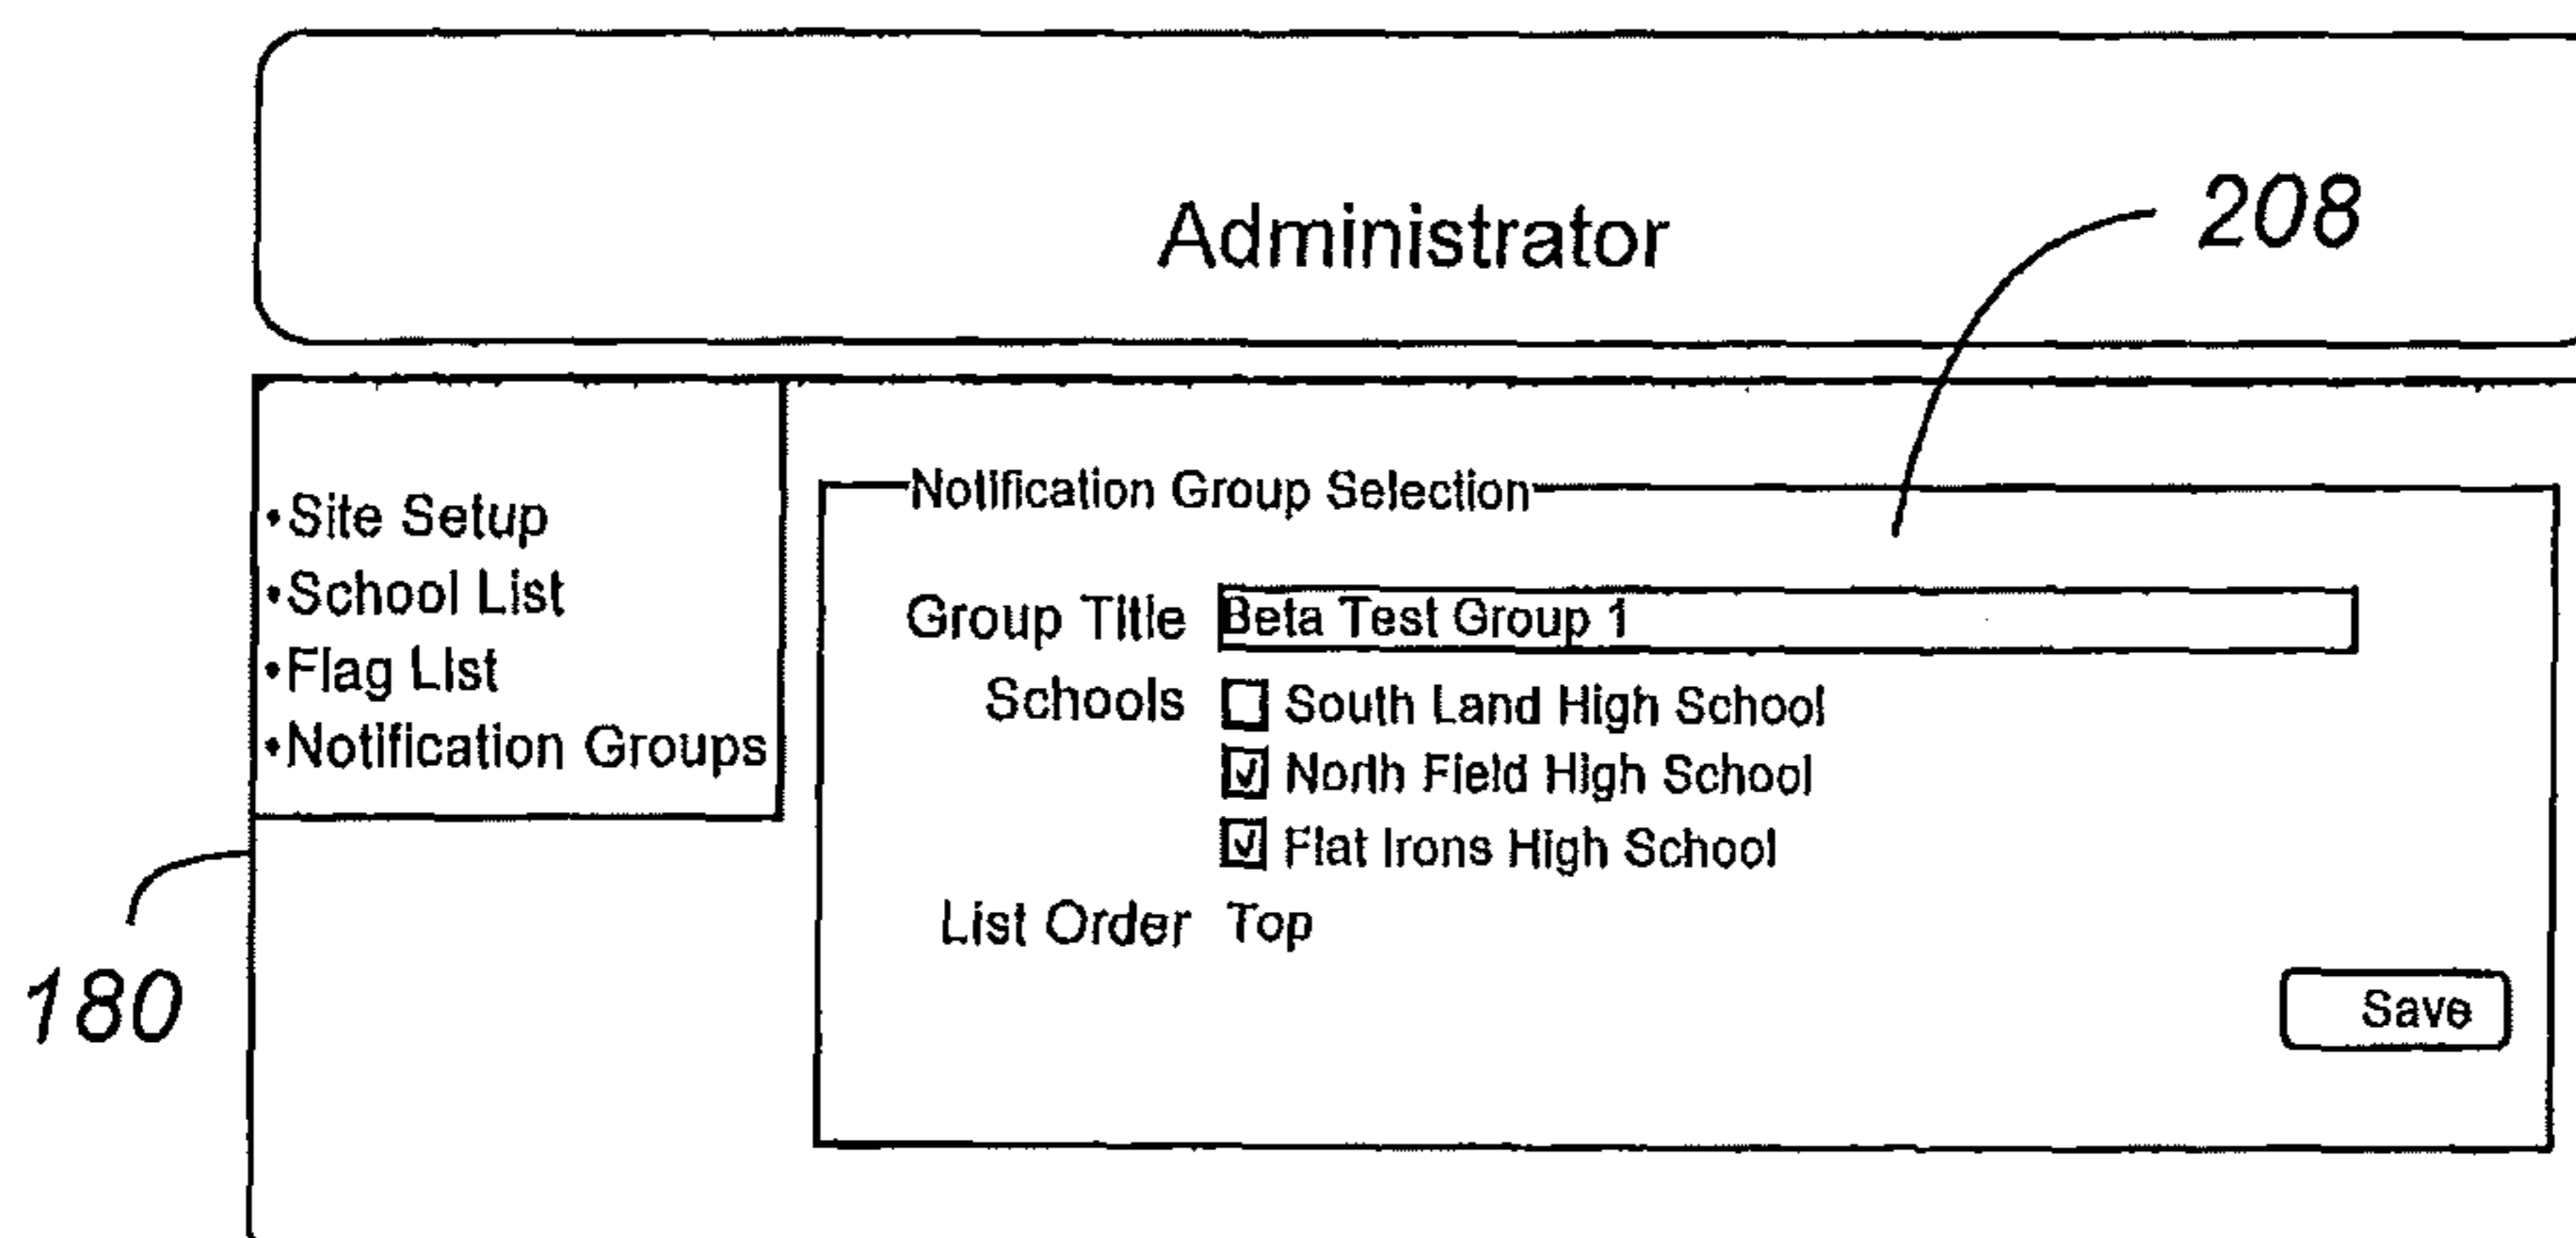 Administrator
208
•Site Setup
•School List
•Flag List
•Notification Groups
180
Notification Group Selection
Group Title Beta Test Group 1
Schools South Land High School
North Field High School
Flat Irons High School
List Order Top
Save